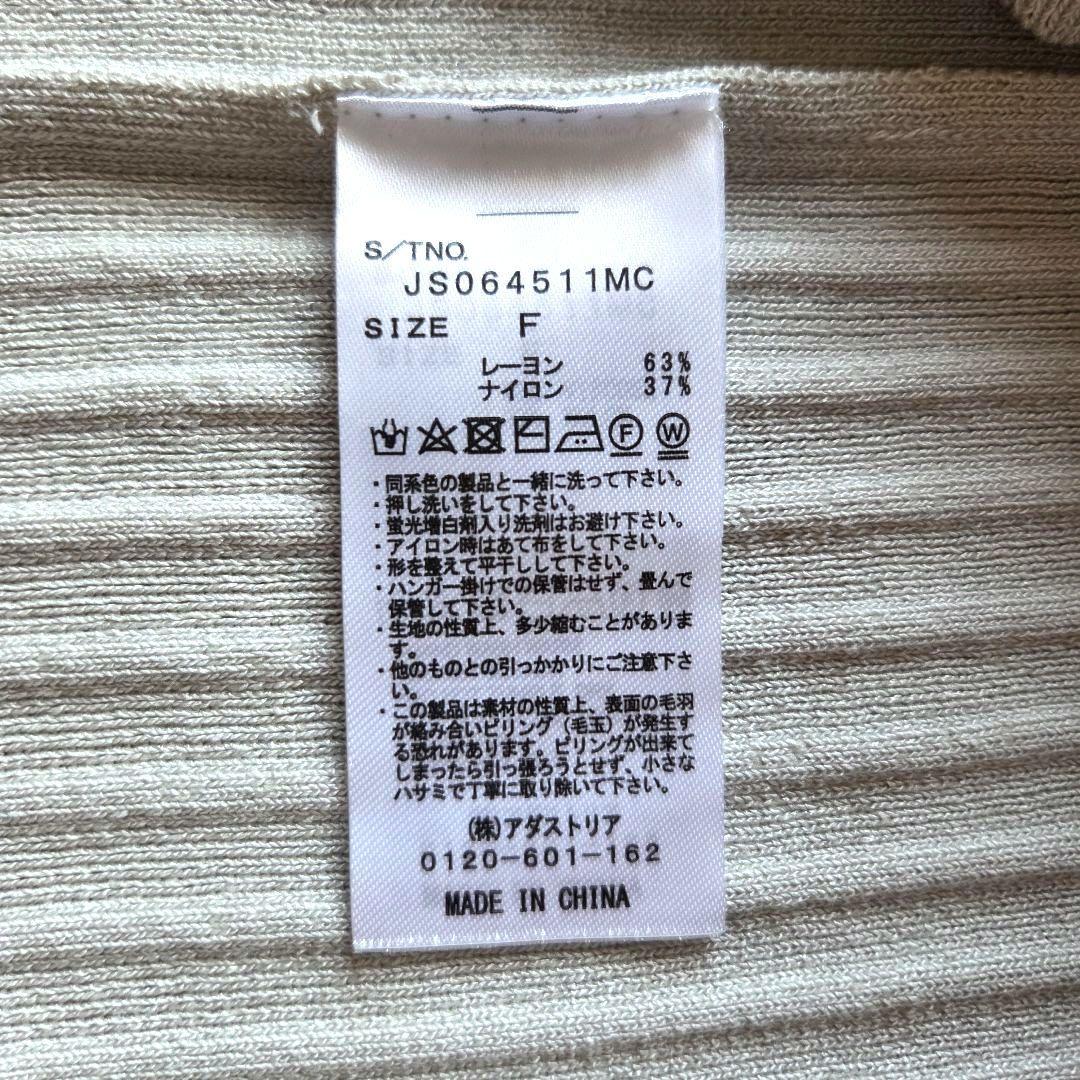 S/TNO.
JS064511MC
SIZE F
レーヨン 63%
ナイロン 37%
F W
・同系色の製品と一緒に洗って下さい。
・押し洗いをして下さい。
・蛍光増白剤入り洗剤はお避け下さい。
・アイロン時はあて布をして下さい。
・形を整えて平干しして下さい。
・ハンガー掛けでの保管はせず、畳んで
保管して下さい。
・生地の性質上、多少縮むことがありま
す。
・他のものとの引っかかりにご注意下さ
い。
・この製品は素材の性質上、表面の毛羽
が絡み合いピリング(毛玉)が発生す
る恐れがあります。ピリングが出来て
しまったら引っ張ろうとせず、小さな
ハサミで丁寧に取り除いて下さい。
(株)アダストリア
0120-601-162
MADE IN CHINA